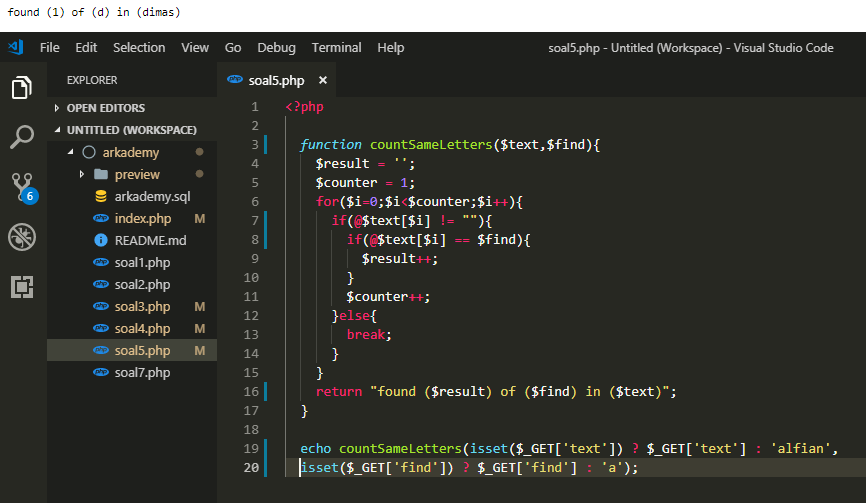 found (1) of (d) in (dimas)
File Edit Selection View Go Debug Terminal Help soal5.php - Untitled (Workspace) - Visual Studio Code
EXPLORER
OPEN EDITORS
UNTITLED (WORKSPACE)
arkademy
preview
arkademy.sql
index.php M
README.md
soal1.php
soal2.php
soal3.php M
soal4.php M
soal5.php M
soal7.php
6
soal5.php ×
1 <?php
2
3 function countSameLetters($text,$find){
4 $result = '';
5 $counter = 1;
6 for($i=0;$i<$counter;$i++){
7 if(@$text[$i] != ""){
8 if(@$text[$i] == $find){
9 $result++;
10 }
11 $counter++;
12 }else{
13 break;
14 }
15 }
16 return "found ($result) of ($find) in ($text)";
17 }
18
19 echo countSameLetters(isset($_GET['text']) ? $_GET['text'] : 'alfian',
20 isset($_GET['find']) ? $_GET['find'] : 'a');